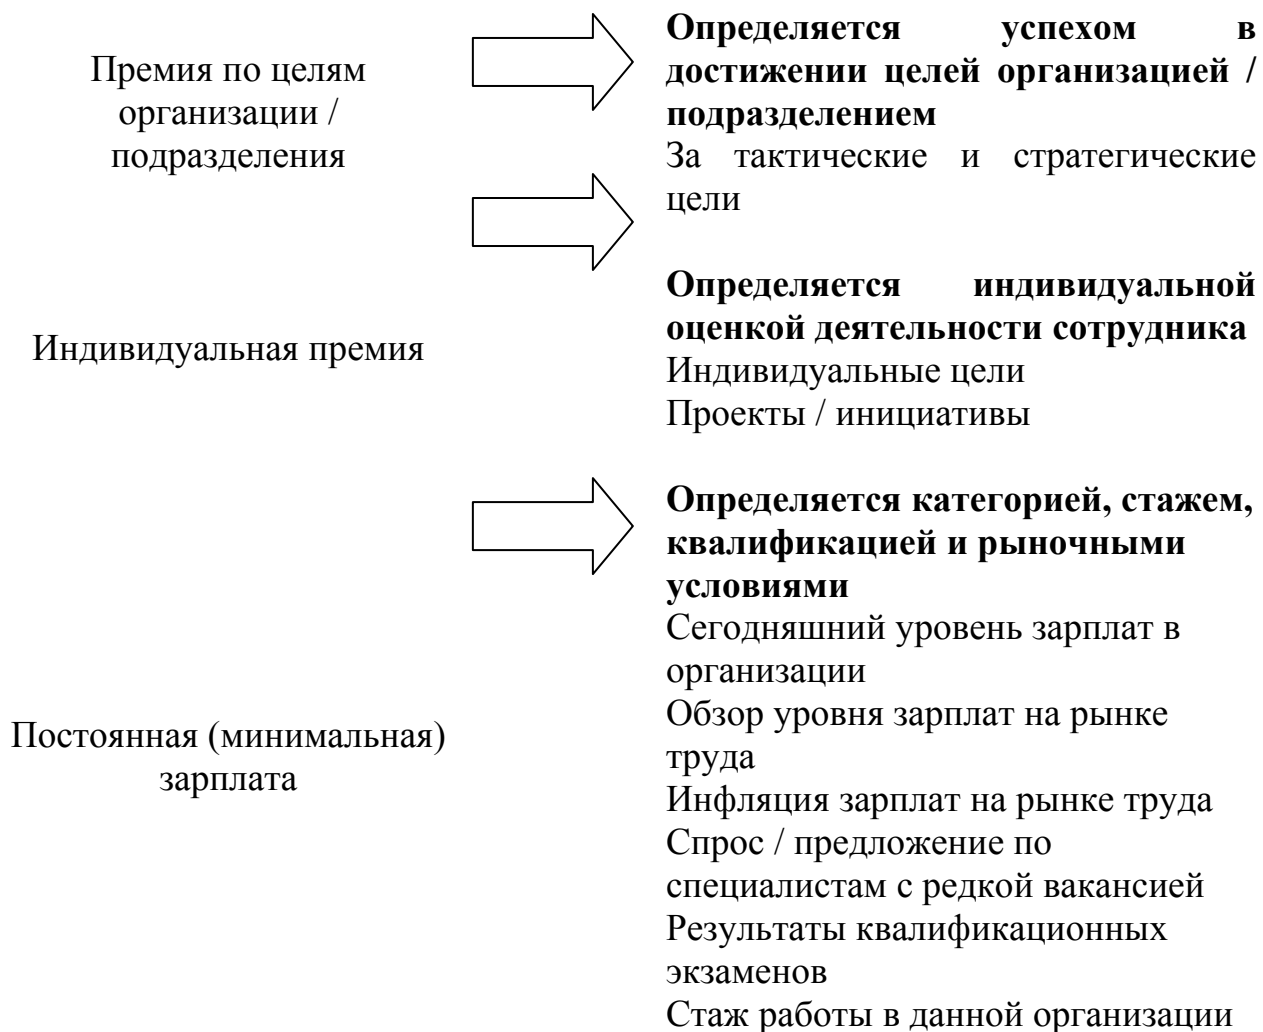 Премия по целям
организации /
подразделения
Определяется успехом в
достижении целей организацией /
подразделением
За тактические и стратегические
цели
Индивидуальная премия
Определяется индивидуальной
оценкой деятельности сотрудника
Индивидуальные цели
Проекты / инициативы
Постоянная (минимальная)
зарплата
Определяется категорией, стажем,
квалификацией и рыночными
условиями
Сегодняшний уровень зарплат в
организации
Обзор уровня зарплат на рынке
труда
Инфляция зарплат на рынке труда
Спрос / предложение по
специалистам с редкой вакансией
Результаты квалификационных
экзаменов
Стаж работы в данной организации